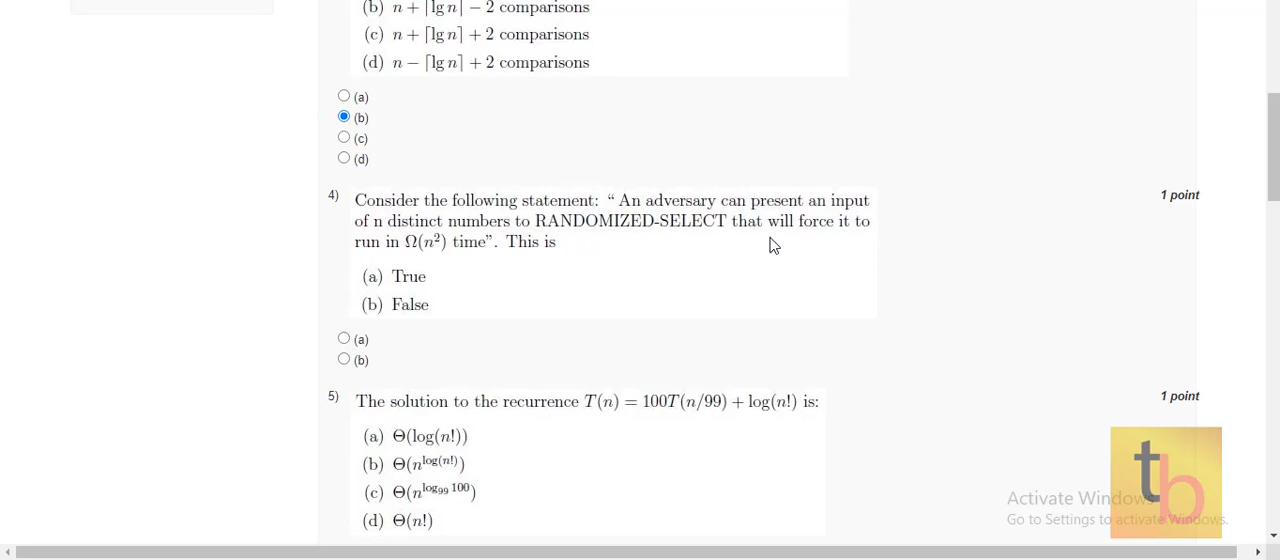 (b) n + ⌈lg n⌉ − 2 comparisons
(c) n + ⌈lg n⌉ + 2 comparisons
(d) n − ⌈lg n⌉ + 2 comparisons
(a)
(b)
(c)
(d)
4) Consider the following statement: “ An adversary can present an input 1 point
of n distinct numbers to RANDOMIZED-SELECT that will force it to
run in Ω(n²) time”. This is
(a) True
(b) False
(a)
(b)
5) The solution to the recurrence T(n) = 100T(n/99) + log(n!) is: 1 point
(a) Θ(log(n!))
(b) Θ(n^{log(n!)})
(c) Θ(n^{log₉₉ 100})
(d) Θ(n!)
tb
Activate Windows
Go to Settings to activate Windows.